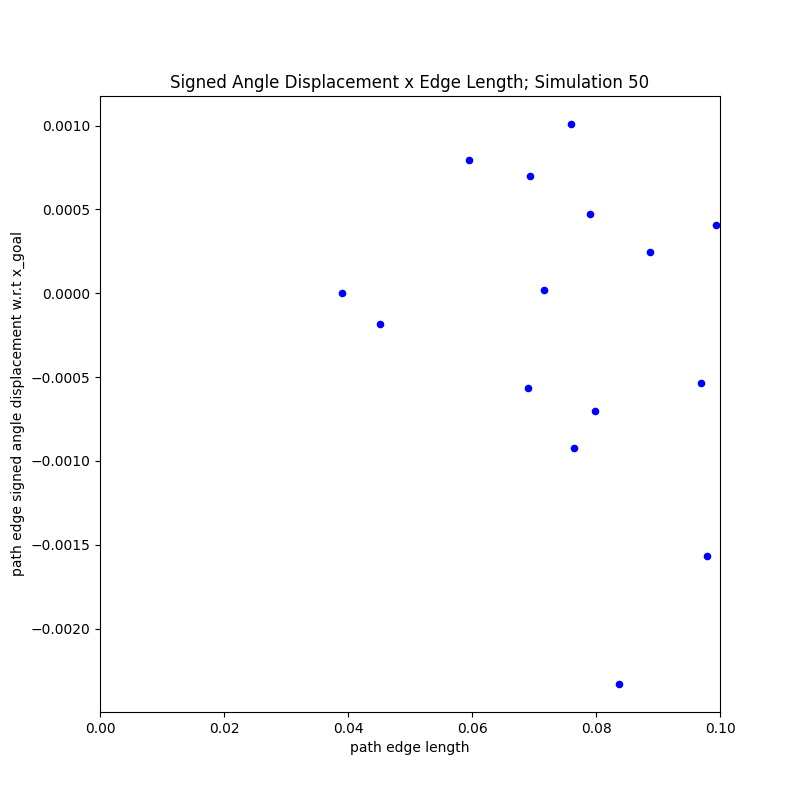 Signed Angle Displacement x Edge Length; Simulation 50
path edge signed angle displacement w.r.t x_goal
0.0010
0.0005
0.0000
−0.0005
−0.0010
−0.0015
−0.0020
0.00 0.02 0.04 0.06 0.08 0.10
path edge length